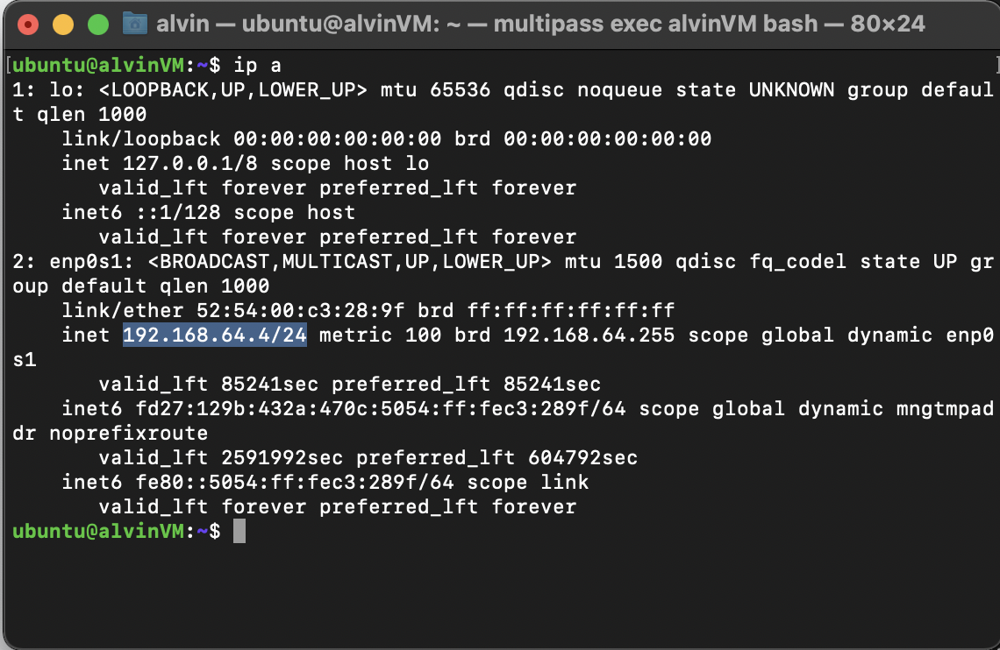 alvin — ubuntu@alvinVM: ~ — multipass exec alvinVM bash — 80×24
[ubuntu@alvinVM:~$ ip a ]
1: lo: <LOOPBACK,UP,LOWER_UP> mtu 65536 qdisc noqueue state UNKNOWN group defaul
t qlen 1000
    link/loopback 00:00:00:00:00:00 brd 00:00:00:00:00:00
    inet 127.0.0.1/8 scope host lo
       valid_lft forever preferred_lft forever
    inet6 ::1/128 scope host
       valid_lft forever preferred_lft forever
2: enp0s1: <BROADCAST,MULTICAST,UP,LOWER_UP> mtu 1500 qdisc fq_codel state UP gr
oup default qlen 1000
    link/ether 52:54:00:c3:28:9f brd ff:ff:ff:ff:ff:ff
    inet 192.168.64.4/24 metric 100 brd 192.168.64.255 scope global dynamic enp0
s1
       valid_lft 85241sec preferred_lft 85241sec
    inet6 fd27:129b:432a:470c:5054:ff:fec3:289f/64 scope global dynamic mngtmpad
dr noprefixroute
       valid_lft 2591992sec preferred_lft 604792sec
    inet6 fe80::5054:ff:fec3:289f/64 scope link
       valid_lft forever preferred_lft forever
ubuntu@alvinVM:~$